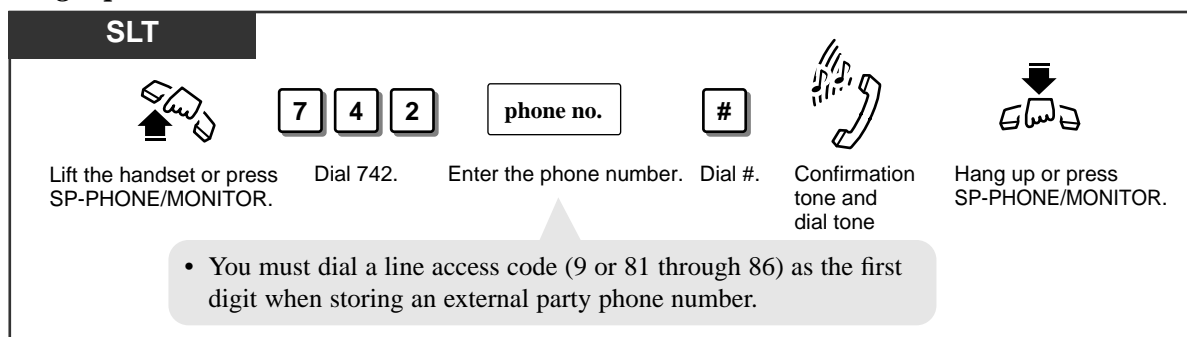 SLT
7 4 2 phone no. #
Lift the handset or press
SP-PHONE/MONITOR.
Dial 742.
Enter the phone number.
Dial #.
Confirmation
tone and
dial tone
Hang up or press
SP-PHONE/MONITOR.
• You must dial a line access code (9 or 81 through 86) as the first
digit when storing an external party phone number.